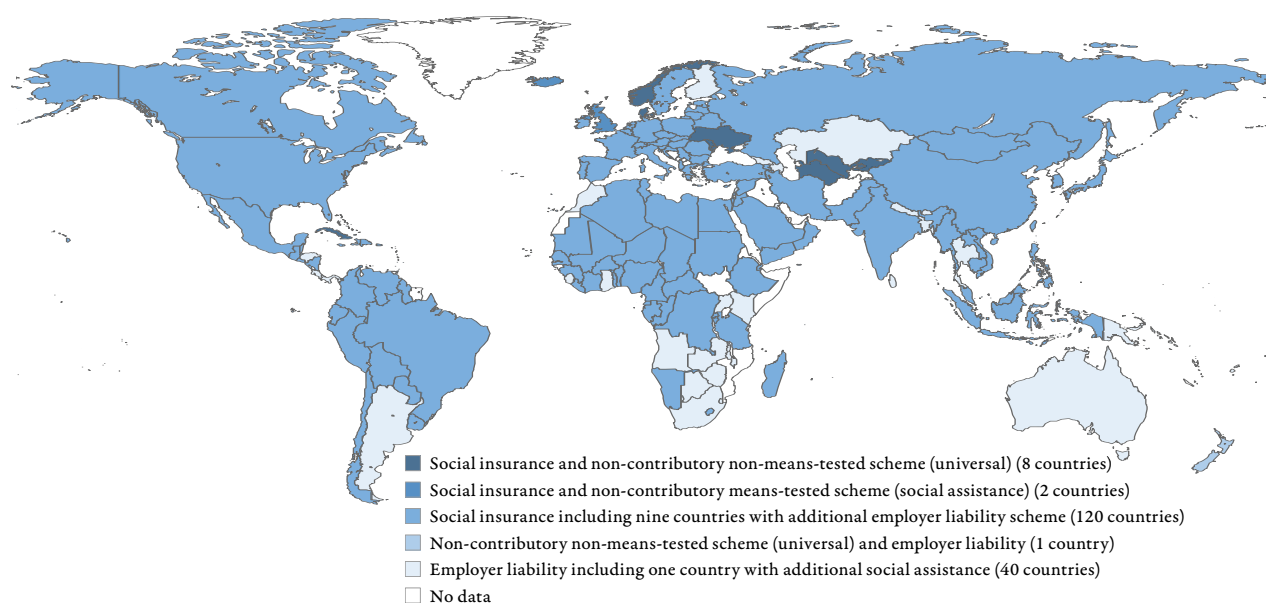 Social insurance and non-contributory non-means-tested scheme (universal) (8 countries)
Social insurance and non-contributory means-tested scheme (social assistance) (2 countries)
Social insurance including nine countries with additional employer liability scheme (120 countries)
Non-contributory non-means-tested scheme (universal) and employer liability (1 country)
Employer liability including one country with additional social assistance (40 countries)
No data